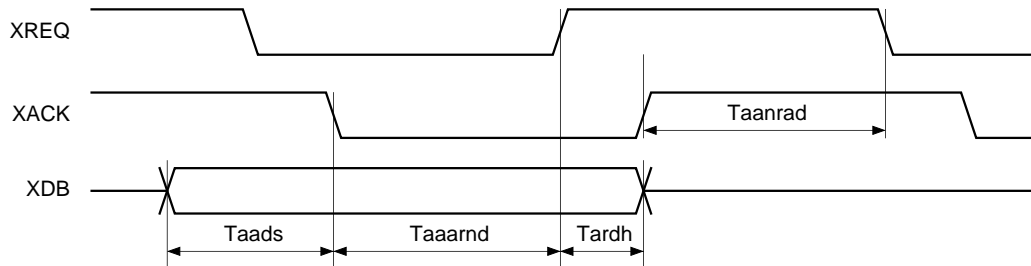 XREQ
XACK
Taanrad
XDB
Taads
Taaarnd
Tardh